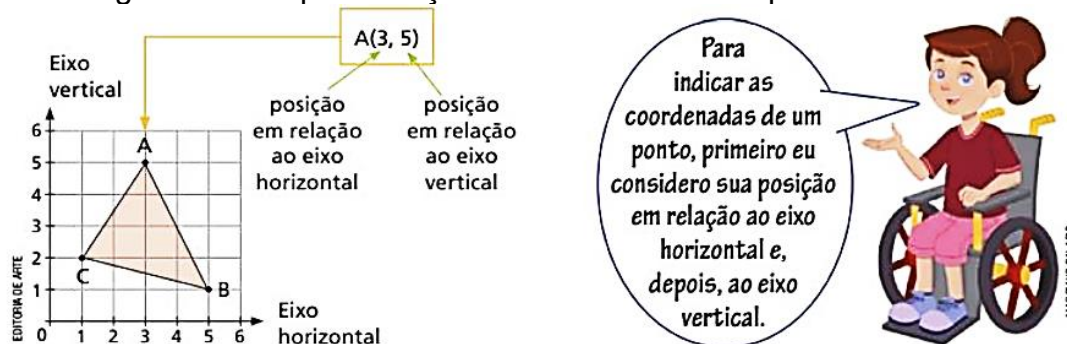 A(3, 5)
Eixo
vertical
posição
em relação
ao eixo
horizontal
posição
em relação
ao eixo
vertical
6
5
4
3
2
1
0 1 2 3 4 5 6
A
C
B
Eixo
horizontal
EDITORIA DE ARTE
Para
indicar as
coordenadas de um
ponto, primeiro eu
considero sua posição
em relação ao eixo
horizontal e,
depois, ao eixo
vertical.